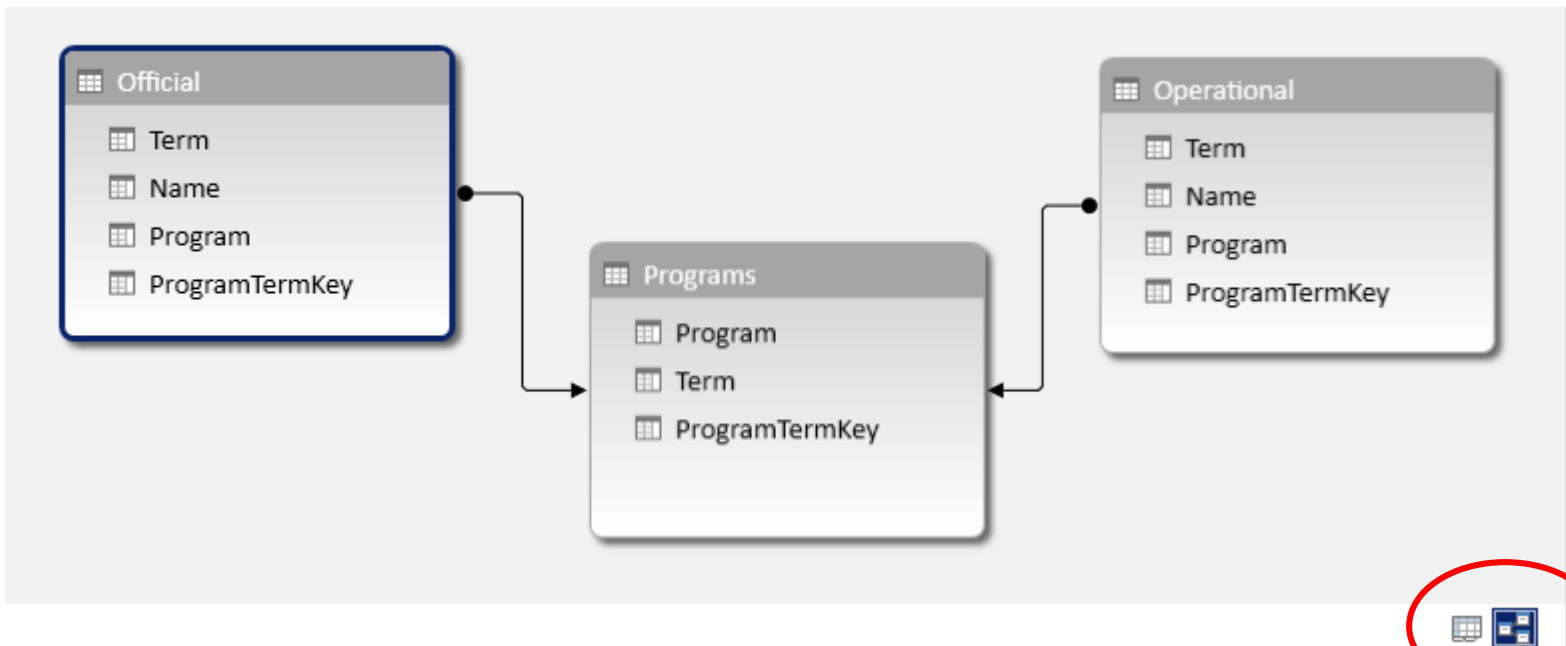 Official
Term
Name
Program
ProgramTermKey
Programs
Program
Term
ProgramTermKey
Operational
Term
Name
Program
ProgramTermKey